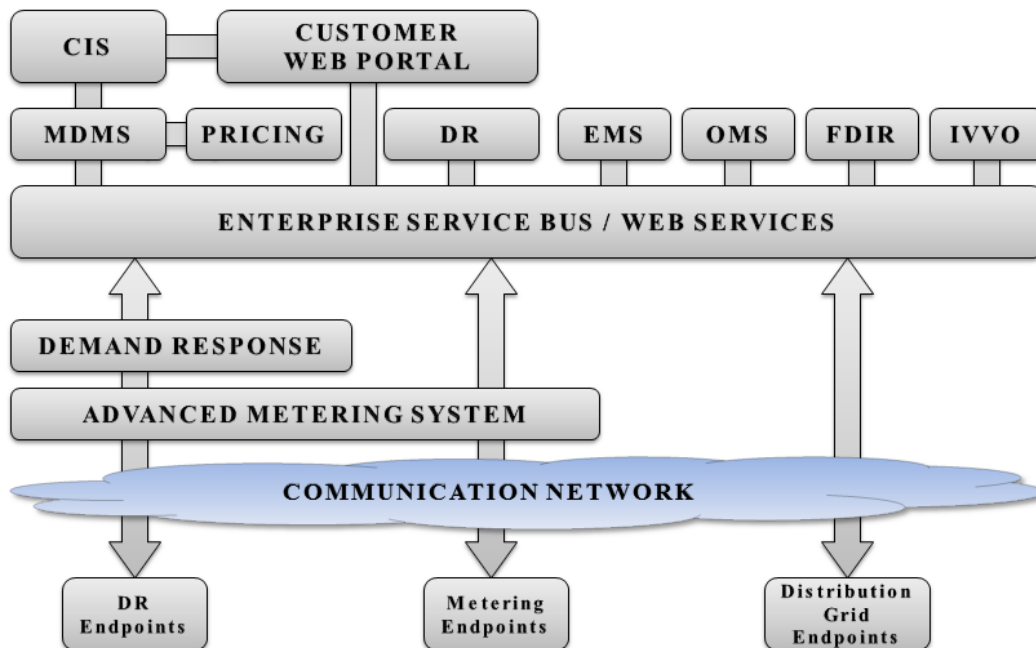 CIS
CUSTOMER
WEB PORTAL
MDMS
PRICING
DR
EMS
OMS
FDIR
IVVO
ENTERPRISE SERVICE BUS / WEB SERVICES
DEMAND RESPONSE
ADVANCED METERING SYSTEM
COMMUNICATION NETWORK
DR
Endpoints
Metering
Endpoints
Distribution
Grid
Endpoints